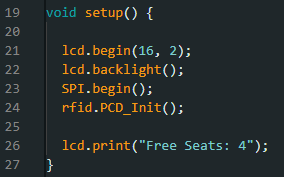 19 void setup() {
20
21   lcd.begin(16, 2);
22   lcd.backlight();
23   SPI.begin();
24   rfid.PCD_Init();
25
26   lcd.print("Free Seats: 4");
27 }